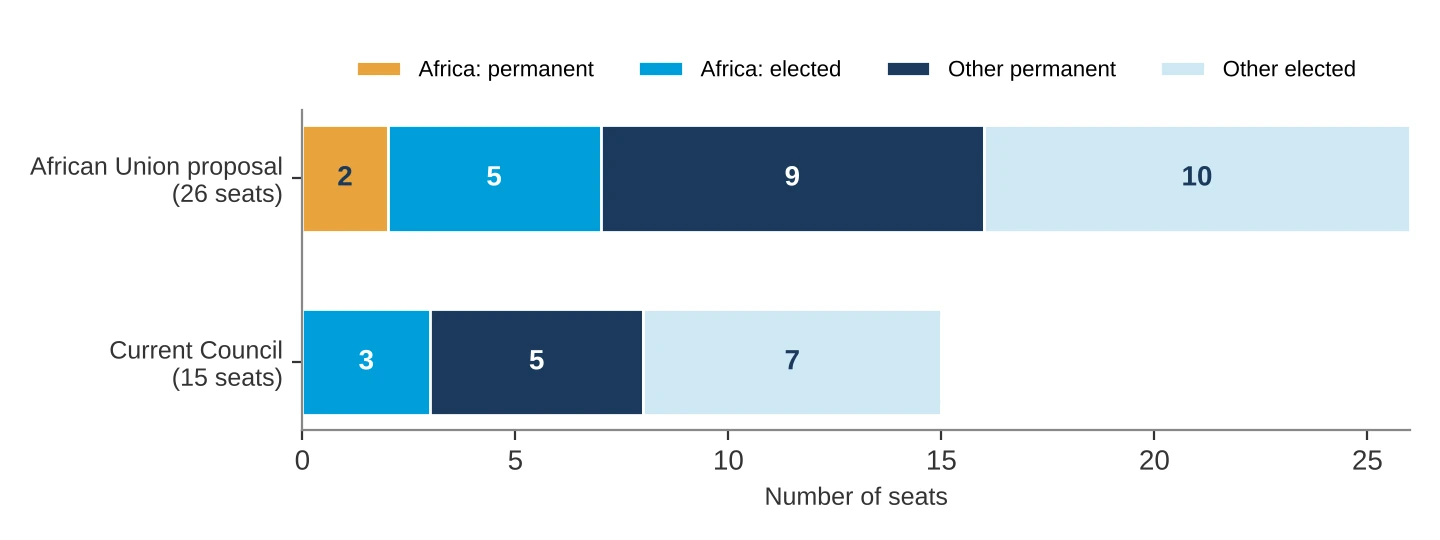 Africa: permanent Africa: elected Other permanent Other elected
African Union proposal
(26 seats)
2 5 9 10
Current Council
(15 seats)
3 5 7
0 5 10 15 20 25
Number of seats